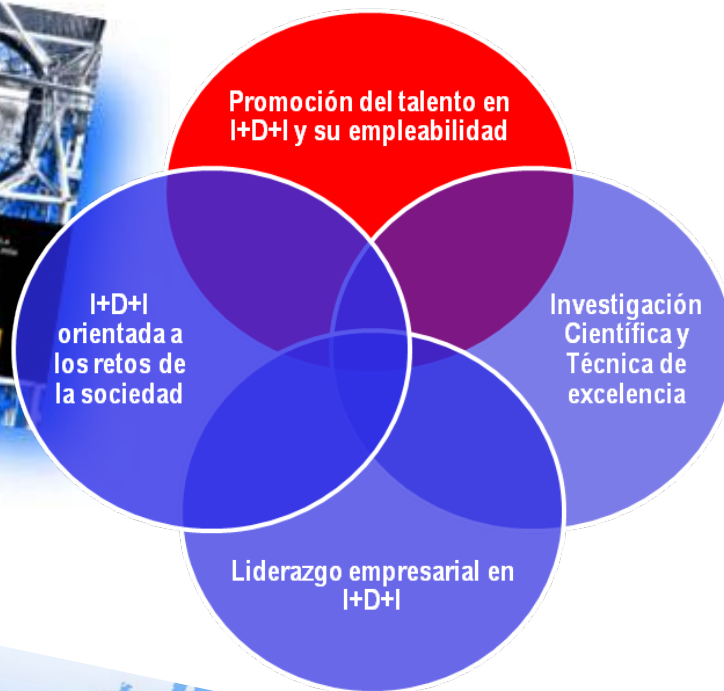 Promoción del talento en
I+D+I y su empleabilidad
I+D+I
orientada a
los retos de
la sociedad
Investigación
Científica y
Técnica de
excelencia
Liderazgo empresarial en
I+D+I